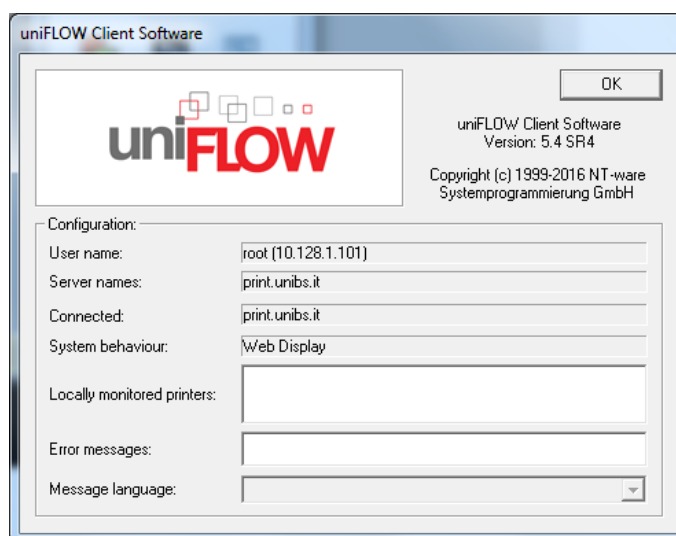 uniFLOW Client Software
uniFLOW
OK
uniFLOW Client Software
Version: 5.4 SR4
Copyright (c) 1999-2016 NT-ware
Systemprogrammierung GmbH
Configuration:
User name: root (10.128.1.101)
Server names: print.unibs.it
Connected: print.unibs.it
System behaviour: Web Display
Locally monitored printers:
Error messages:
Message language: